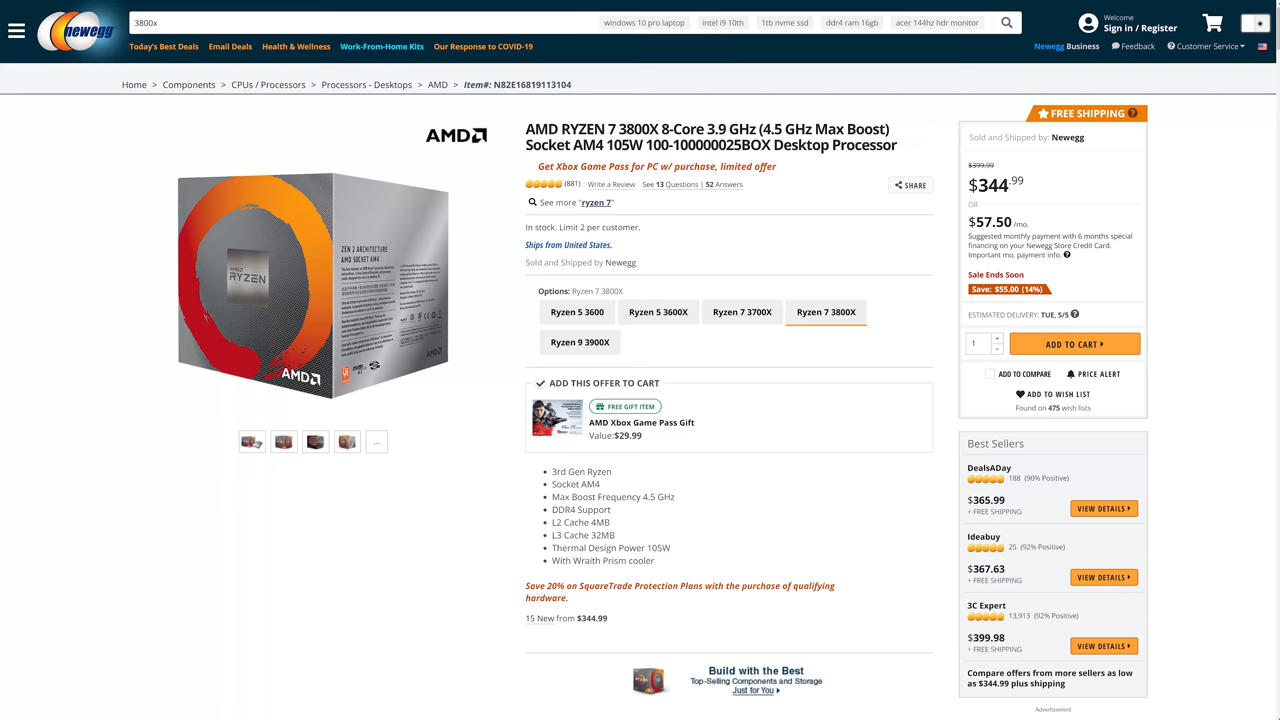 newegg
3800x
windows 10 pro laptop
intel i9 10th
1tb nvme ssd
ddr4 ram 16gb
acer 144hz hdr monitor
Welcome
Sign in / Register
Today's Best Deals
Email Deals
Health & Wellness
Work-From-Home Kits
Our Response to COVID-19
Newegg Business
Feedback
Customer Service
Home > Components > CPUs / Processors > Processors - Desktops > AMD > Item#: N82E16819113104
AMD
AMD RYZEN 7 3800X 8-Core 3.9 GHz (4.5 GHz Max Boost)
Socket AM4 105W 100-100000025BOX Desktop Processor
Get Xbox Game Pass for PC w/ purchase, limited offer
(881)
Write a Review
See 13 Questions | 52 Answers
SHARE
See more "ryzen 7"
In stock. Limit 2 per customer.
Ships from United States.
Sold and Shipped by Newegg
Options: Ryzen 7 3800X
Ryzen 5 3600
Ryzen 5 3600X
Ryzen 7 3700X
Ryzen 7 3800X
Ryzen 9 3900X
ADD THIS OFFER TO CART
FREE GIFT ITEM
AMD Xbox Game Pass Gift
Value:$29.99
3rd Gen Ryzen
Socket AM4
Max Boost Frequency 4.5 GHz
DDR4 Support
L2 Cache 4MB
L3 Cache 32MB
Thermal Design Power 105W
With Wraith Prism cooler
Save 20% on SquareTrade Protection Plans with the purchase of qualifying
hardware.
15 New from $344.99
Build with the Best
Top-Selling Components and Storage
Just for You
ZEN 2 ARCHITECTURE
AMD SOCKET AM4
RYZEN
AMD
AMD
...
FREE SHIPPING
Sold and Shipped by: Newegg
$399.99
$344.99
OR
$57.50 /mo.
Suggested monthly payment with 6 months special
financing on your Newegg Store Credit Card.
Important mo. payment info.
Sale Ends Soon
Save: $55.00 (14%)
ESTIMATED DELIVERY: TUE, 5/5
1
+
-
ADD TO CART
ADD TO COMPARE
PRICE ALERT
ADD TO WISH LIST
Found on 475 wish lists
Best Sellers
DealsADay
188 (90% Positive)
$365.99
+ FREE SHIPPING
VIEW DETAILS
Ideabuy
25 (92% Positive)
$367.63
+ FREE SHIPPING
VIEW DETAILS
3C Expert
13,913 (92% Positive)
$399.98
+ FREE SHIPPING
VIEW DETAILS
Compare offers from more sellers as low
as $344.99 plus shipping
Advertisement